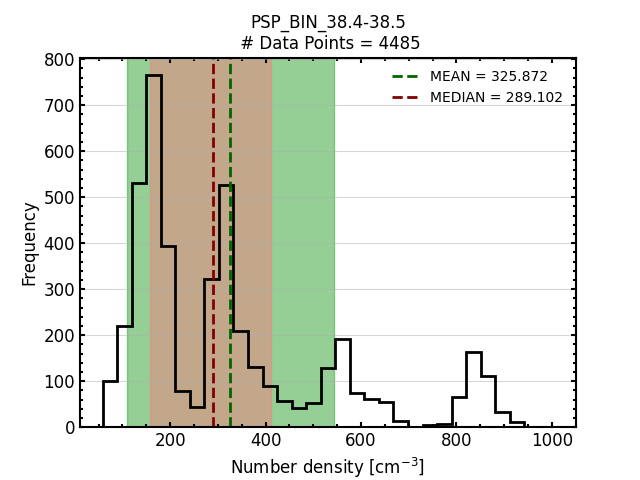 PSP_BIN_38.4-38.5
# Data Points = 4485
800
700
600
500
400
300
200
100
0
Frequency
MEAN = 325.872
MEDIAN = 289.102
200 400 600 800 1000
Number density [cm⁻³]